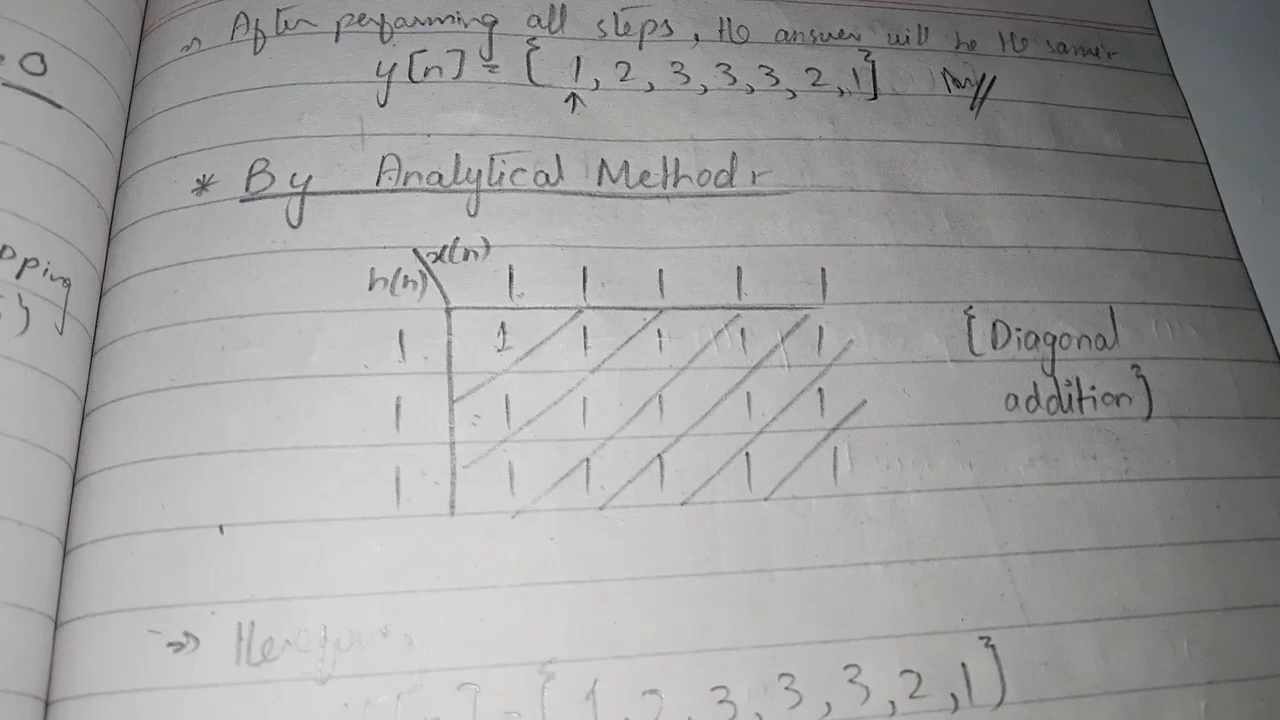 ⇒ After performing all steps, the answer will be the same:-
y[n] = { 1, 2, 3, 3, 3, 2, 1 }
↑
0
* By Analytical Method:-
x(n)
h(n) 1 1 1 1 1
1 1 1 1 1 1
1 1 1 1 1 1
1 1 1 1 1 1
{Diagonal
addition}
pping
}
⇒
{1, 2, 3, 3, 3, 2, 1}